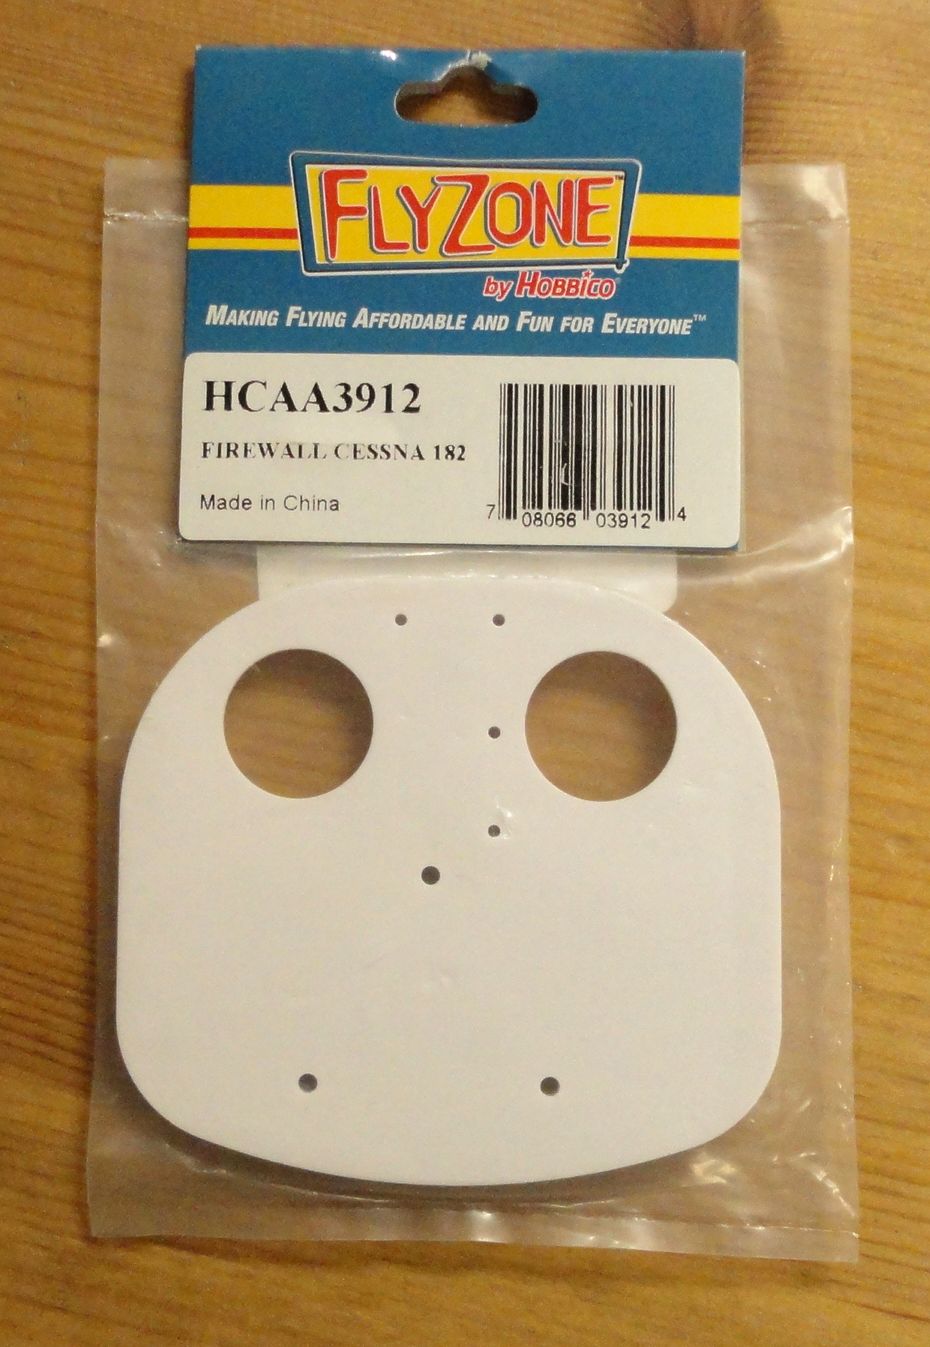 FLYZONE™
by HOBBICO
MAKING FLYING AFFORDABLE AND FUN FOR EVERYONE™
HCAA3912
FIREWALL CESSNA 182
Made in China
7 08066 03912 4